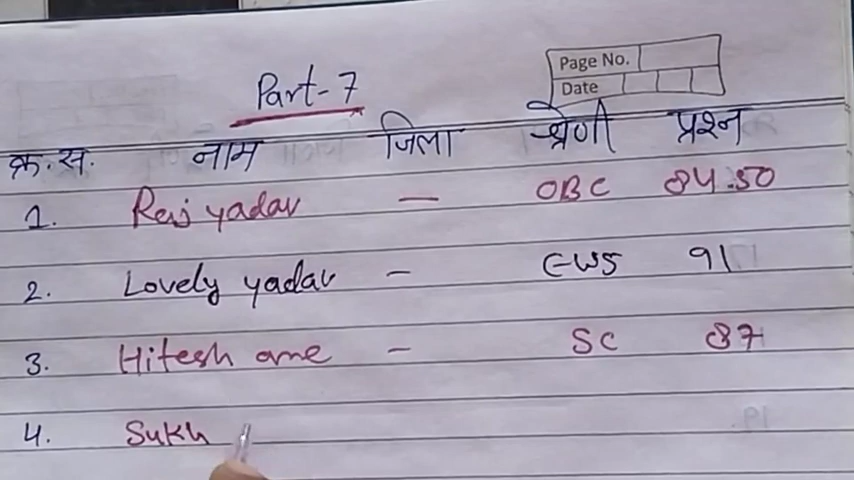 Page No.
Part-7
Date
क्र.स. नाम जिला श्रेणी प्रश्न
1. Raj yadav — OBC 84.50
2. Lovely yadav - EWS 91
3. Hitesh ame - SC 87
4. Sukh